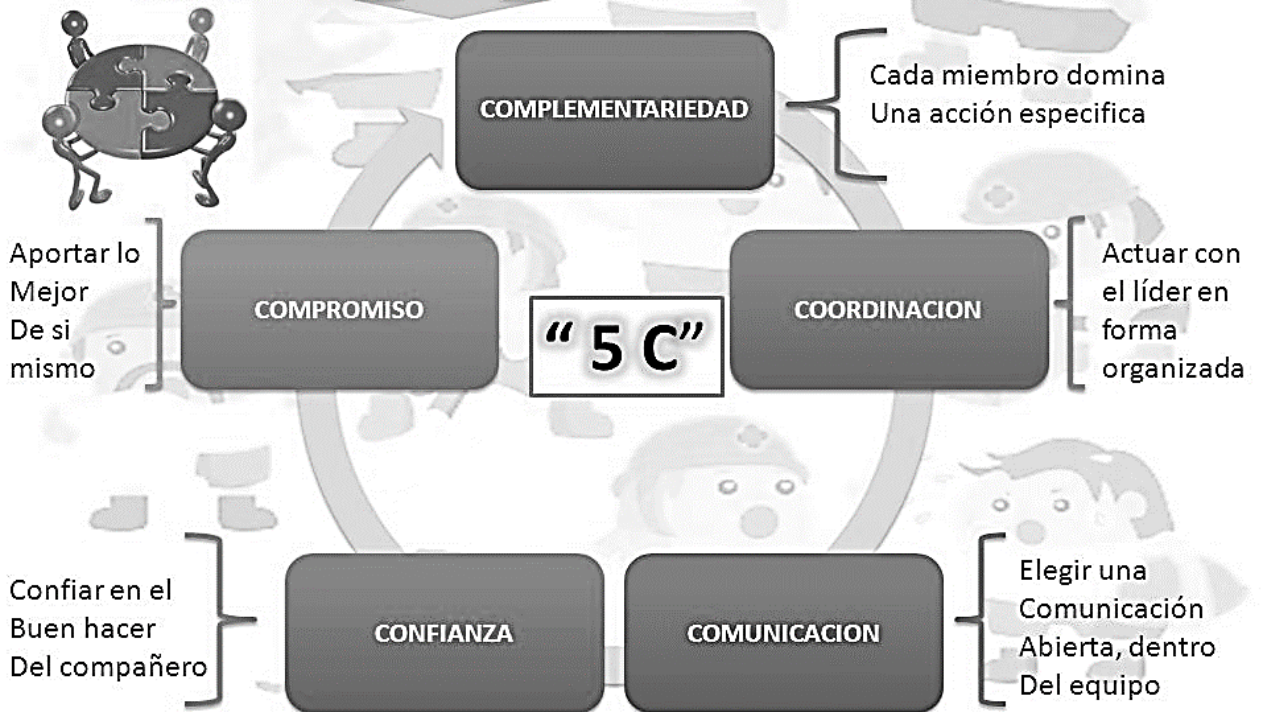 COMPLEMENTARIEDAD
Cada miembro domina
Una acción especifica
Aportar lo
Mejor
De si
mismo
COMPROMISO
“ 5 C”
COORDINACION
Actuar con
el líder en
forma
organizada
Confiar en el
Buen hacer
Del compañero
CONFIANZA
COMUNICACION
Elegir una
Comunicación
Abierta, dentro
Del equipo